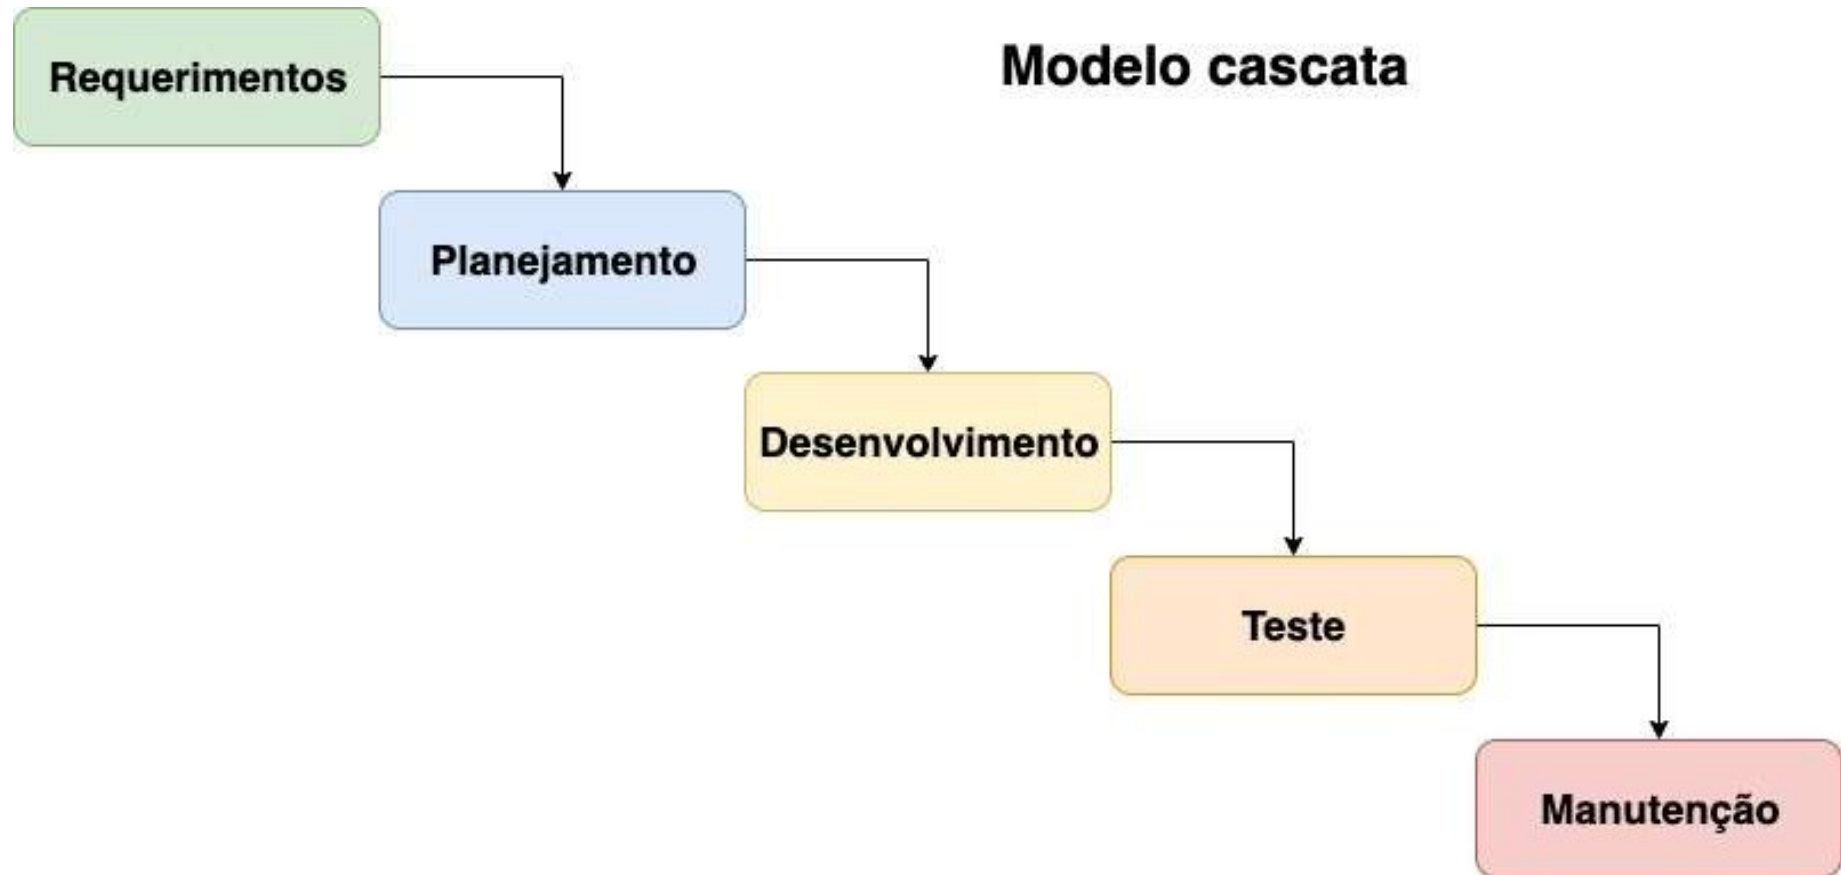 Modelo cascata
Requerimentos
Planejamento
Desenvolvimento
Teste
Manutenção